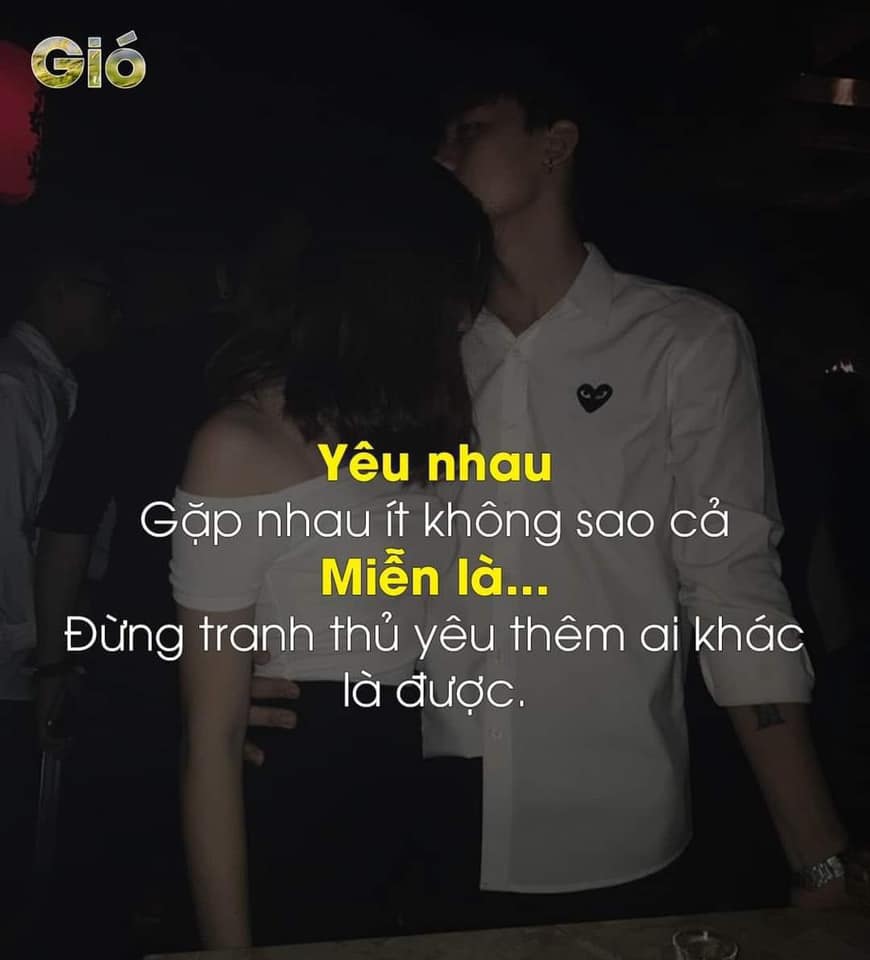 Gió
Yêu nhau
Gặp nhau ít không sao cả
Miễn là...
Đừng tranh thủ yêu thêm ai khác
là được.